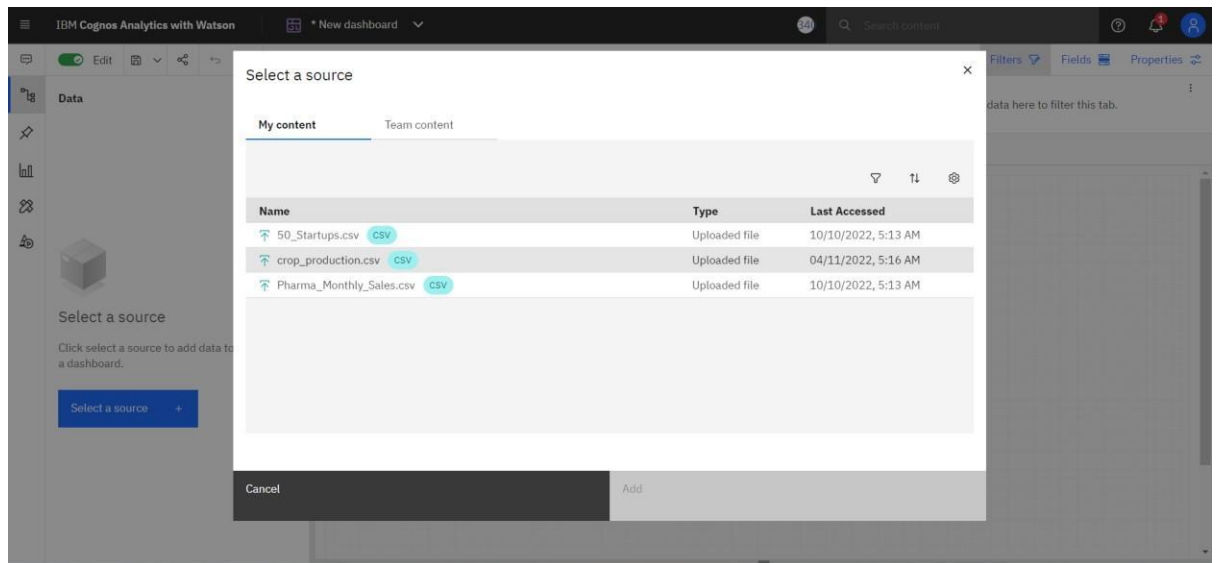 IBM Cognos Analytics with Watson
* New dashboard
Search content
1
Edit
Filters
Fields
Properties
Data
data here to filter this tab.
Select a source
My content
Team content
Name Type Last Accessed
50_Startups.csv CSV Uploaded file 10/10/2022, 5:13 AM
crop_production.csv CSV Uploaded file 04/11/2022, 5:16 AM
Pharma_Monthly_Sales.csv CSV Uploaded file 10/10/2022, 5:13 AM
Select a source
Click select a source to add data to
a dashboard.
Select a source +
Cancel
Add